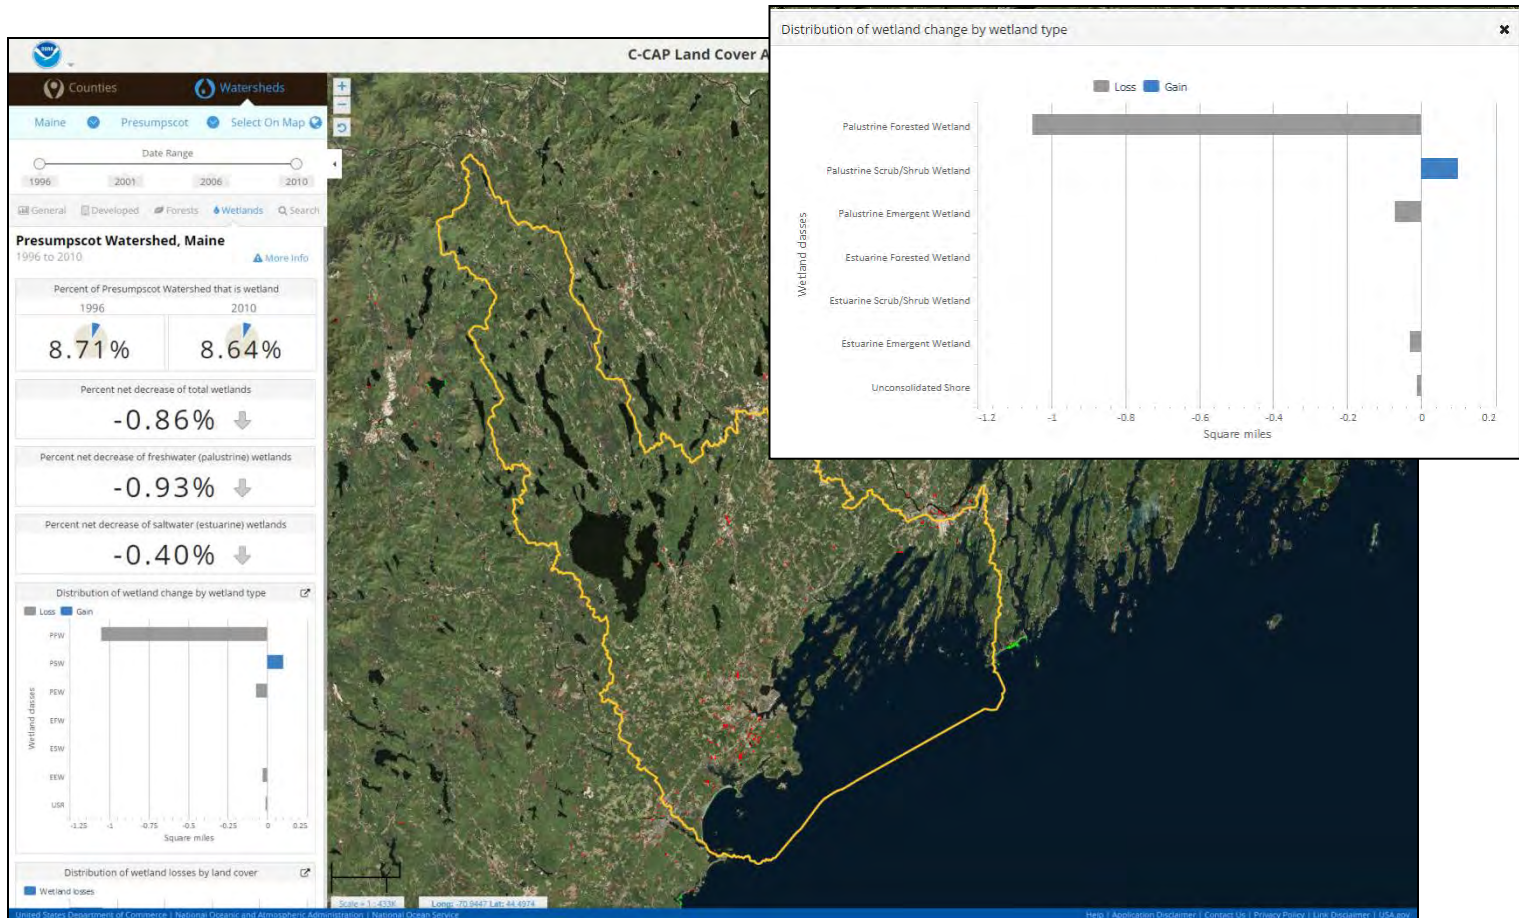 C-CAP Land Cover A
Counties
Watersheds
Maine
Presumpscot
Select On Map
Date Range
1996 2001 2006 2010
General Developed Forests Wetlands Search
Presumpscot Watershed, Maine
1996 to 2010
More Info
Percent of Presumpscot Watershed that is wetland
1996 2010
8.71% 8.64%
Percent net decrease of total wetlands
-0.86%
Percent net decrease of freshwater (palustrine) wetlands
-0.93%
Percent net decrease of saltwater (estuarine) wetlands
-0.40%
Distribution of wetland change by wetland type
Loss Gain
PFW
PSW
PEW
EFW
ESW
EEW
USR
Wetland classes
-1.25 -1 -0.75 -0.5 -0.25 0 0.25
Square miles
Distribution of wetland losses by land cover
Wetland losses
Scale = 1 : 433K
Long: -70.9447 Lat: 44.4974
United States Department of Commerce | National Oceanic and Atmospheric Administration | National Ocean Service
Help | Application Disclaimer | Contact Us | Privacy Policy | Link Disclaimer | USA.gov
Distribution of wetland change by wetland type
Loss Gain
Palustrine Forested Wetland
Palustrine Scrub/Shrub Wetland
Palustrine Emergent Wetland
Estuarine Forested Wetland
Estuarine Scrub/Shrub Wetland
Estuarine Emergent Wetland
Unconsolidated Shore
Wetland classes
-1.2 -1 -0.8 -0.6 -0.4 -0.2 0 0.2
Square miles